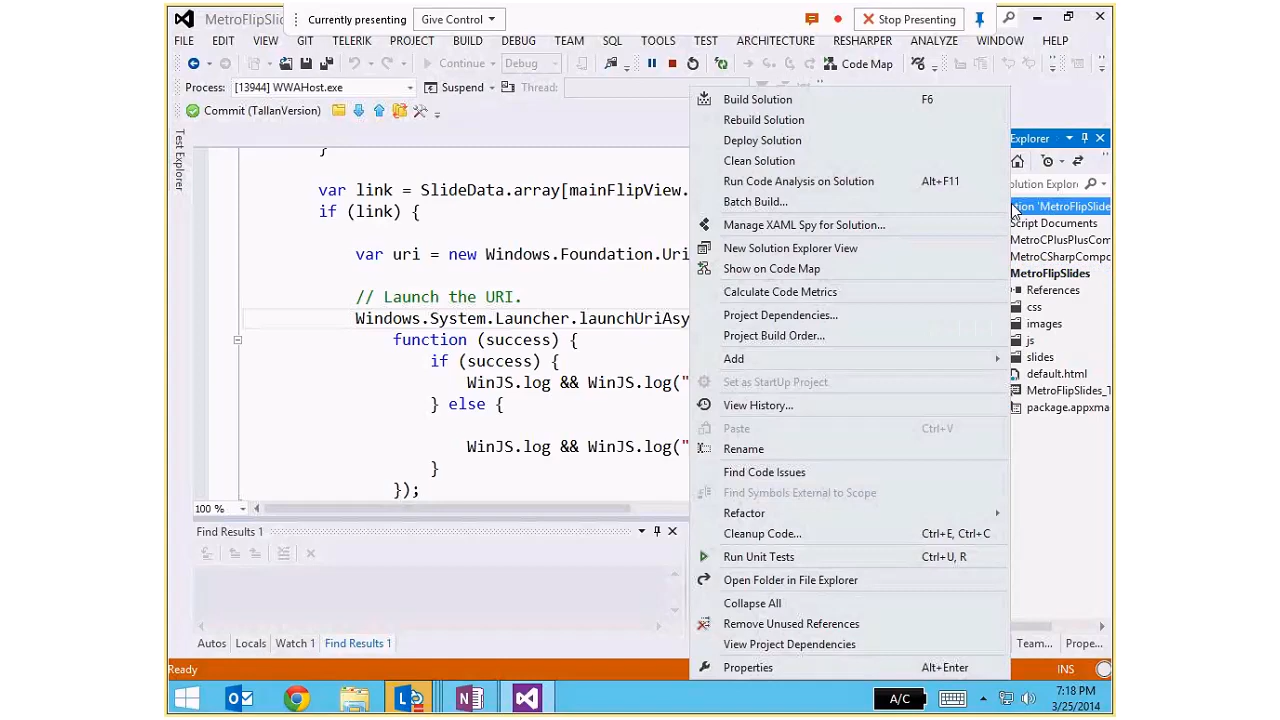 MetroFlipSlic
Currently presenting
Give Control
Stop Presenting
FILE EDIT VIEW GIT TELERIK PROJECT BUILD DEBUG TEAM SQL TOOLS TEST ARCHITECTURE RESHARPER ANALYZE WINDOW HELP
Continue Debug Code Map
Process: [13944] WWAHost.exe Suspend Thread:
Commit (TallanVersion)
Test Explorer
}
var link = SlideData.array[mainFlipView.
if (link) {
var uri = new Windows.Foundation.Uri
// Launch the URI.
Windows.System.Launcher.launchUriAsy
function (success) {
if (success) {
WinJS.log && WinJS.log("
} else {
WinJS.log && WinJS.log("
}
});
100 %
Find Results 1
Autos Locals Watch 1 Find Results 1
Build Solution F6
Rebuild Solution
Deploy Solution
Clean Solution
Run Code Analysis on Solution Alt+F11
Batch Build...
Manage XAML Spy for Solution...
New Solution Explorer View
Show on Code Map
Calculate Code Metrics
Project Dependencies...
Project Build Order...
Add
Set as StartUp Project
View History...
Paste Ctrl+V
Rename
Find Code Issues
Find Symbols External to Scope
Refactor
Cleanup Code... Ctrl+E, Ctrl+C
Run Unit Tests Ctrl+U, R
Open Folder in File Explorer
Collapse All
Remove Unused References
View Project Dependencies
Properties Alt+Enter
Explorer
olution Explor
tion 'MetroFlipSlide
Script Documents
MetroCPlusPlusCom
MetroCSharpCompo
MetroFlipSlides
References
css
images
js
slides
default.html
MetroFlipSlides_T
package.appxma
Team... Prope...
Ready INS
A/C
7:18 PM
3/25/2014